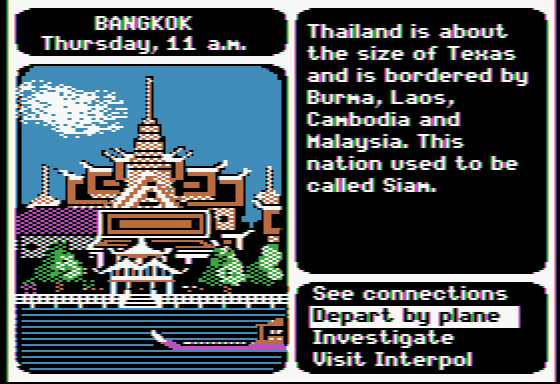 BANGKOK
Thursday, 11 a.m.
Thailand is about
the size of Texas
and is bordered by
Burma, Laos,
Cambodia and
Malaysia. This
nation used to be
called Siam.
See connections
Depart by plane
Investigate
Visit Interpol